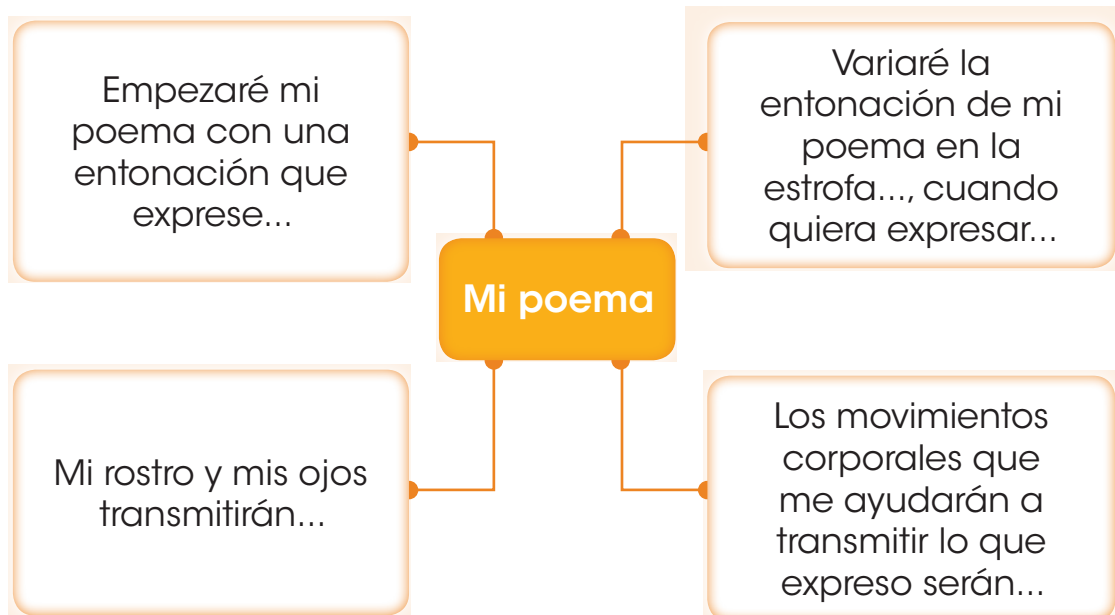 Empezaré mi
poema con una
entonación que
exprese...
Variaré la
entonación de mi
poema en la
estrofa..., cuando
quiera expresar...
Mi poema
Mi rostro y mis ojos
transmitirán...
Los movimientos
corporales que
me ayudarán a
transmitir lo que
expreso serán...